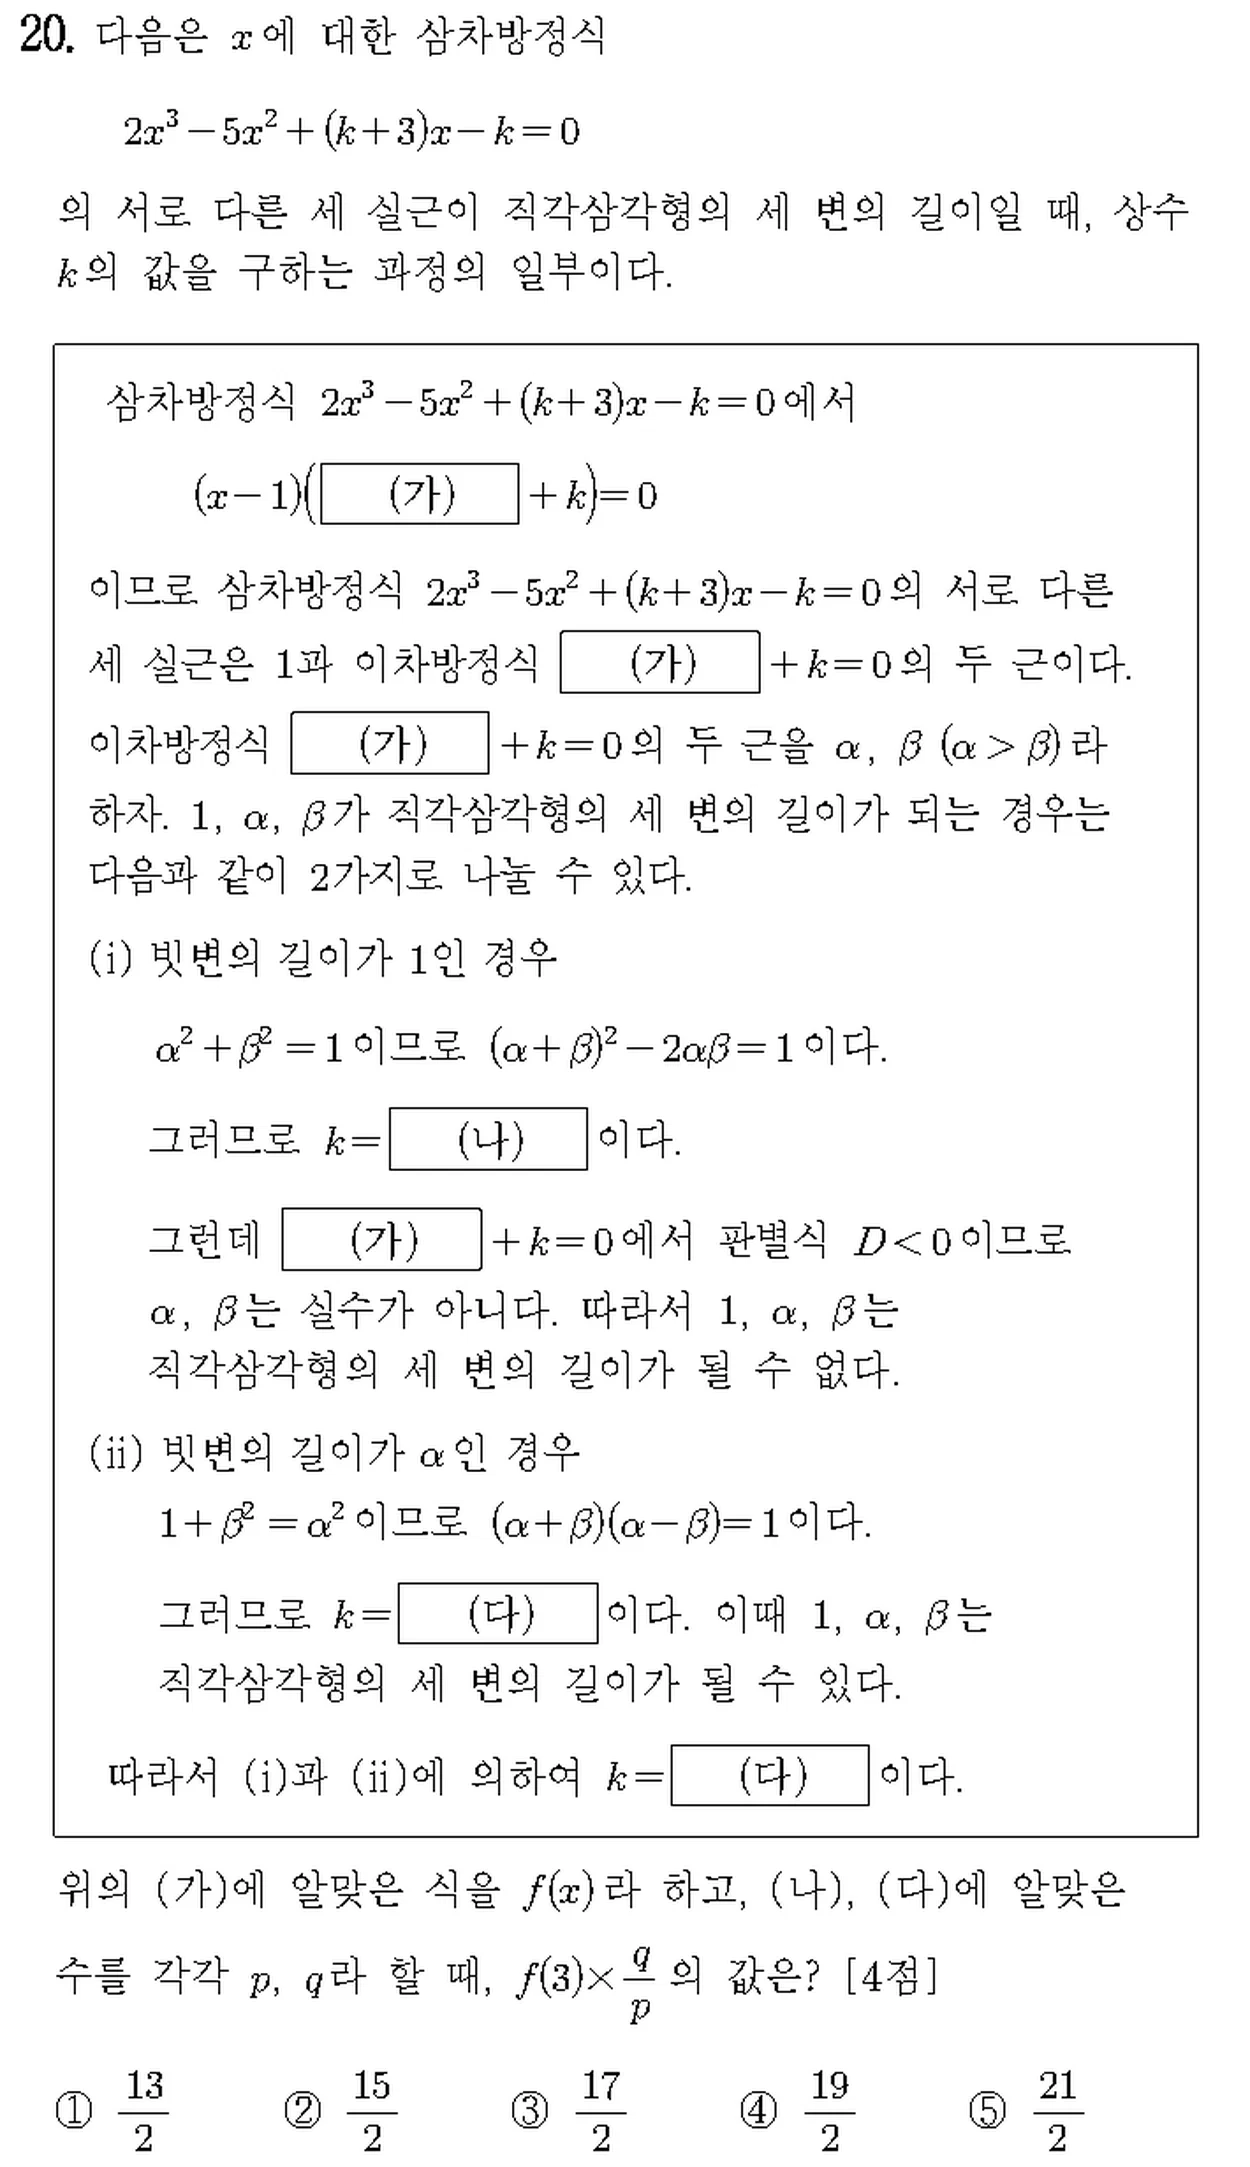 20. 다음은 x에 대한 삼차방정식
2x³−5x²+(k+3)x−k=0
의 서로 다른 세 실근이 직각삼각형의 세 변의 길이일 때, 상수
k의 값을 구하는 과정의 일부이다.
삼차방정식 2x³−5x²+(k+3)x−k=0에서
(x−1)( (가) +k)=0
이므로 삼차방정식 2x³−5x²+(k+3)x−k=0의 서로 다른
세 실근은 1과 이차방정식 (가) +k=0의 두 근이다.
이차방정식 (가) +k=0의 두 근을 α, β (α>β)라
하자. 1, α, β가 직각삼각형의 세 변의 길이가 되는 경우는
다음과 같이 2가지로 나눌 수 있다.
(i) 빗변의 길이가 1인 경우
α²+β²=1이므로 (α+β)²−2αβ=1이다.
그러므로 k= (나) 이다.
그런데 (가) +k=0에서 판별식 D<0이므로
α, β는 실수가 아니다. 따라서 1, α, β는
직각삼각형의 세 변의 길이가 될 수 없다.
(ii) 빗변의 길이가 α인 경우
1+β²=α²이므로 (α+β)(α−β)=1이다.
그러므로 k= (다) 이다. 이때 1, α, β는
직각삼각형의 세 변의 길이가 될 수 있다.
따라서 (i)과 (ii)에 의하여 k= (다) 이다.
위의 (가)에 알맞은 식을 f(x)라 하고, (나), (다)에 알맞은
수를 각각 p, q라 할 때, f(3)×q/p의 값은? [4점]
① 13/2 ② 15/2 ③ 17/2 ④ 19/2 ⑤ 21/2